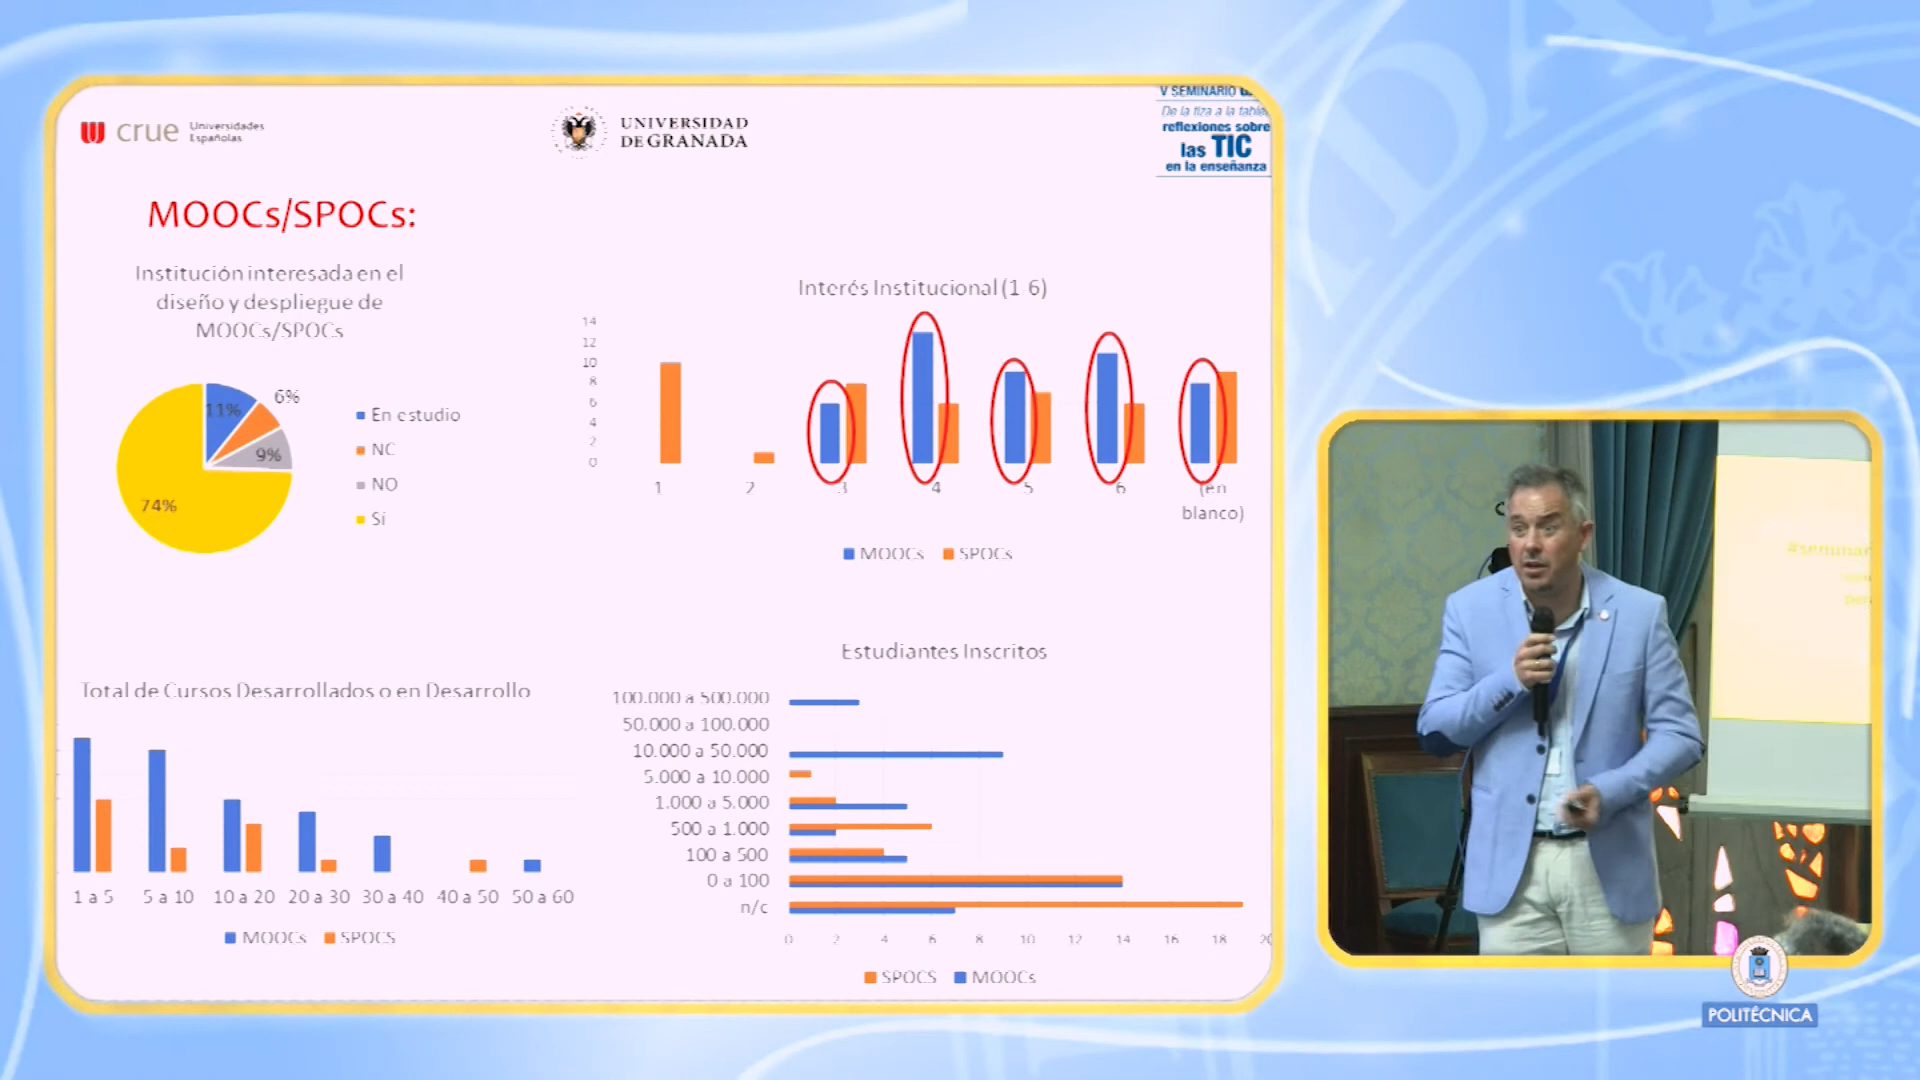 crue Universidades
Españolas
UNIVERSIDAD
DE GRANADA
V SEMINARIO
De la tiza a la
reflexiones sobre
las TIC
en la enseñanza
MOOCs/SPOCs:
Institución interesada en el
diseño y despliegue de
MOOCs/SPOCs
11%
6%
9%
74%
En estudio
NC
NO
Sí
Interés Institucional (1 6)
14
12
10
8
6
4
2
0
1 2 3 4 5 6 (en
blanco)
MOOCs SPOCs
Total de Cursos Desarrollados o en Desarrollo
1 a 5 5 a 10 10 a 20 20 a 30 30 a 40 40 a 50 50 a 60
MOOCs SPOCS
Estudiantes Inscritos
100.000 a 500.000
50.000 a 100.000
10.000 a 50.000
5.000 a 10.000
1.000 a 5.000
500 a 1.000
100 a 500
0 a 100
n/c
0 2 4 6 8 10 12 14 16 18 20
SPOCS MOOCs
POLITÉCNICA